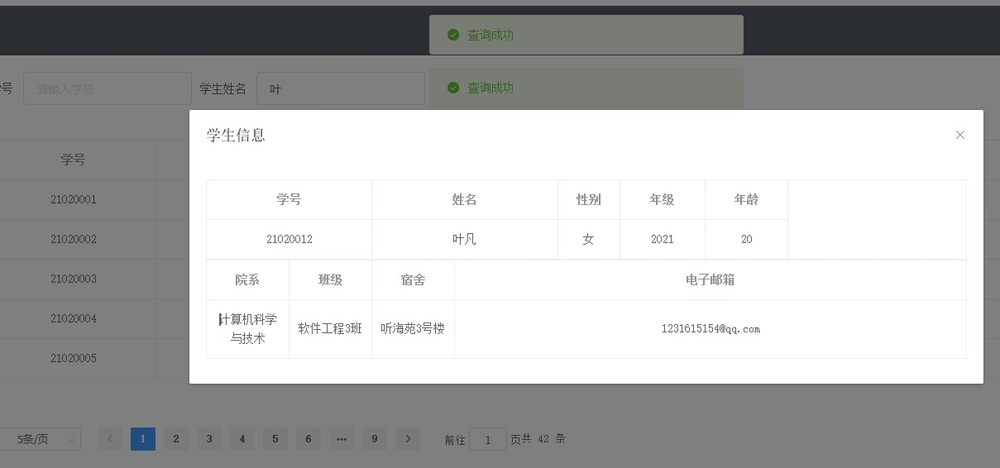 查询成功
查询成功
学号 请输入学号 学生姓名 叶
学号
21020001
21020002
21020003
21020004
21020005
学生信息
学号 姓名 性别 年级 年龄
21020012 叶凡 女 2021 20
院系 班级 宿舍 电子邮箱
计算机科学与技术 软件工程3班 听海苑3号楼 1231615154@qq.com
5条/页 1 2 3 4 5 6 ••• 9 前往 1 页共 42 条